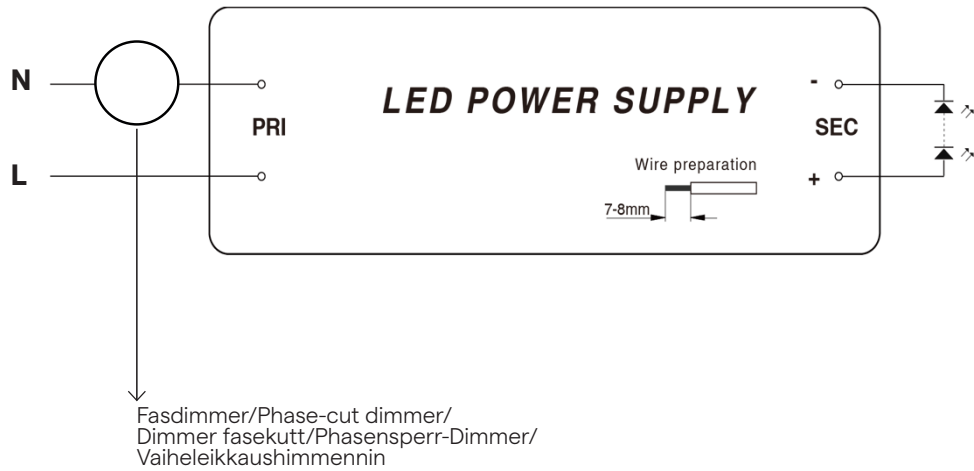 N
L
PRI
LED POWER SUPPLY
-
SEC
+
Wire preparation
7-8mm
Fasdimmer/Phase-cut dimmer/
Dimmer fasekutt/Phasensperr-Dimmer/
Vaiheleikkaushimmennin